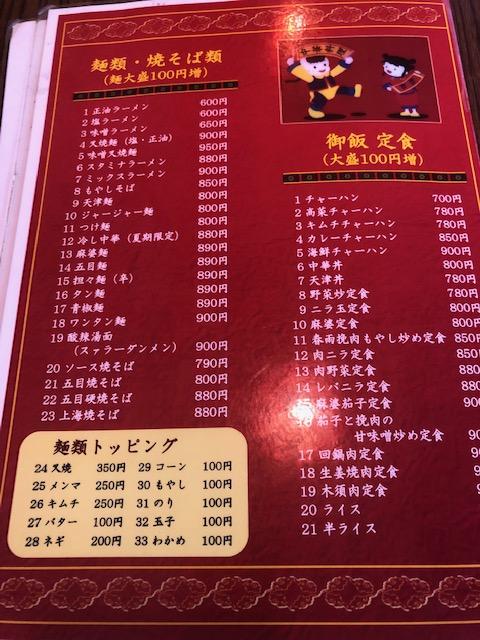 麺類・焼そば類
(麺大盛100円増)
1 正油ラーメン 600円
2 塩ラーメン 600円
3 味噌ラーメン 650円
4 叉焼麺（塩・正油） 900円
5 味噌叉焼麺 950円
6 スタミナラーメン 880円
7 ミックスラーメン 900円
8 もやしそば 850円
9 天津麺 800円
10 ジャージャー麺 800円
11 つけ麺 880円
12 冷し中華（夏期限定） 890円
13 麻婆麺 890円
14 五目麺 890円
15 担々麺（辛） 890円
16 タン麺 890円
17 青椒麺 890円
18 ワンタン麺 900円
19 酸辣湯面
（スァラーダンメン） 900円
20 ソース焼そば 790円
21 五目焼そば 800円
22 五目硬焼そば 880円
23 上海焼そば 880円
麺類トッピング
24 叉焼 350円 29 コーン 100円
25 メンマ 250円 30 もやし 100円
26 キムチ 250円 31 のり 100円
27 バター 100円 32 玉子 100円
28 ネギ 200円 33 わかめ 100円
御飯 定食
(大盛100円増)
1 チャーハン 700円
2 高菜チャーハン 780円
3 キムチチャーハン 780円
4 カレーチャーハン 850円
5 海鮮チャーハン 900円
6 中華丼 800円
7 天津丼 780円
8 野菜炒定食 780円
9 ニラ玉定食 800円
10 麻婆定食 800
11 春雨挽肉もやし炒め定食 850
12 肉ニラ定食 850
13 肉野菜定食 880
14 レバニラ定食 880
15 麻婆茄子定食 90
16 茄子と挽肉の
甘味噌炒め定食
17 回鍋肉定食
18 生姜焼肉定食
19 木須肉定食
20 ライス
21 半ライス